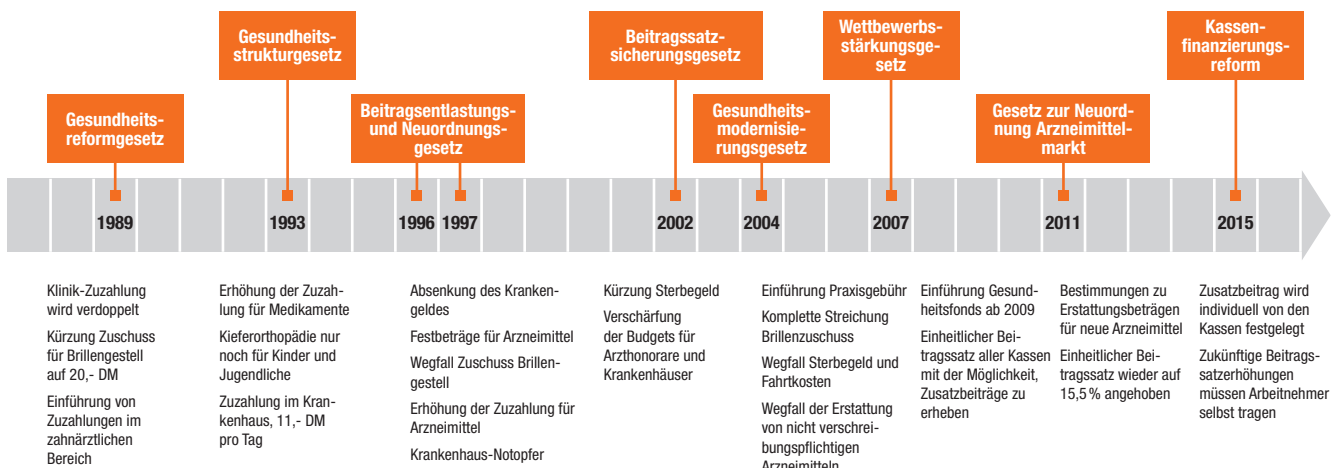 Gesundheits-
reformgesetz
Gesundheits-
strukturgesetz
Beitragsentlastungs-
und Neuordnungs-
gesetz
Beitragssatz-
sicherungsgesetz
Gesundheits-
modernisie-
rungsgesetz
Wettbewerbs-
stärkungsge-
setz
Gesetz zur Neuord-
nung Arzneimittel-
markt
Kassen-
finanzierungs-
reform
1989
1993
1996
1997
2002
2004
2007
2011
2015
Klinik-Zuzahlung
wird verdoppelt
Kürzung Zuschuss
für Brillengestell
auf 20,- DM
Einführung von
Zuzahlungen im
zahnärztlichen
Bereich
Erhöhung der Zuzah-
lung für Medikamente
Kieferorthopädie nur
noch für Kinder und
Jugendliche
Zuzahlung im Kran-
kenhaus, 11,- DM
pro Tag
Absenkung des Kranken-
geldes
Festbeträge für Arzneimittel
Wegfall Zuschuss Brillen-
gestell
Erhöhung der Zuzahlung für
Arzneimittel
Krankenhaus-Notopfer
Kürzung Sterbegeld
Verschärfung
der Budgets für
Arzthonorare und
Krankenhäuser
Einführung Praxisgebühr
Komplette Streichung
Brillenzuschuss
Wegfall Sterbegeld und
Fahrtkosten
Wegfall der Erstattung
von nicht verschrei-
bungspflichtigen
Arzneimitteln
Einführung Gesund-
heitsfonds ab 2009
Einheitlicher Bei-
tragssatz aller Kassen
mit der Möglichkeit,
Zusatzbeiträge zu
erheben
Bestimmungen zu
Erstattungsbeträgen
für neue Arzneimittel
Einheitlicher Bei-
tragssatz wieder auf
15,5 % angehoben
Zusatzbeitrag wird
individuell von den
Kassen festgelegt
Zukünftige Beitrags-
satzerhöhungen
müssen Arbeitnehmer
selbst tragen